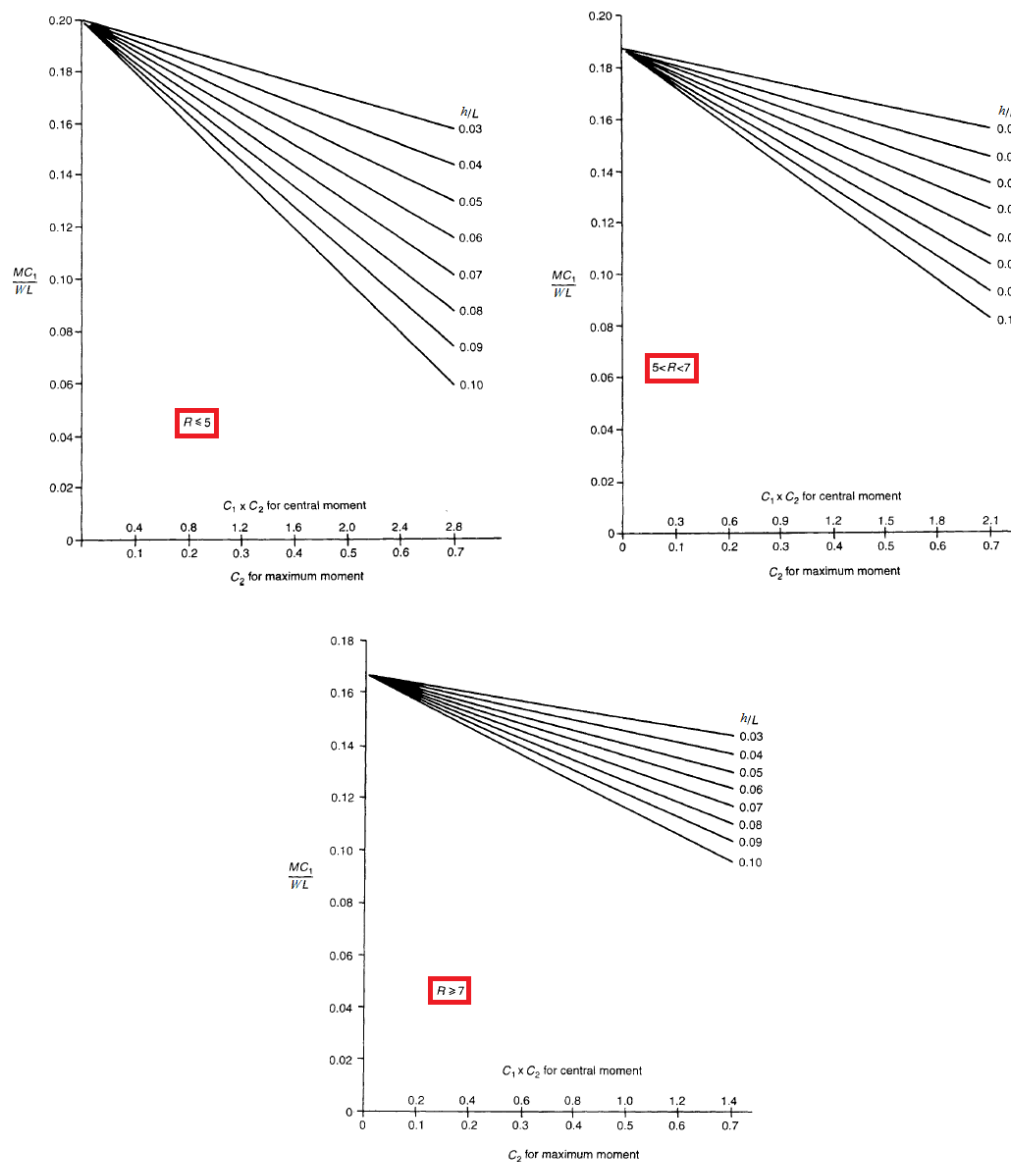 0.20
0.18
h/L
0.16
0.03
0.04
0.14
0.05
0.12
0.06
0.07
MC₁
WL
0.10
0.08
0.08
0.09
0.06
0.10
R ≤ 5
0.04
0.02
C₁ x C₂ for central moment
0.4 0.8 1.2 1.6 2.0 2.4 2.8
0
0.1 0.2 0.3 0.4 0.5 0.6 0.7
C₂ for maximum moment
0.20
0.18
0.16
0.14
0.12
MC₁
WL
0.10
0.08
5<R<7
0.06
0.04
0.02
C₁ x C₂ for central moment
0.3 0.6 0.9 1.2 1.5 1.8 2.1
0
0 0.1 0.2 0.3 0.4 0.5 0.6 0.7
C₂ for maximum moment
0.18
0.16
h/L
0.03
0.14
0.04
0.05
0.06
0.12
0.07
0.08
0.09
0.10
0.10
MC₁
WL
0.08
0.06
R ≥ 7
0.04
0.02
C₁ x C₂ for central moment
0.2 0.4 0.6 0.8 1.0 1.2 1.4
0
0 0.1 0.2 0.3 0.4 0.5 0.6 0.7
C₂ for maximum moment